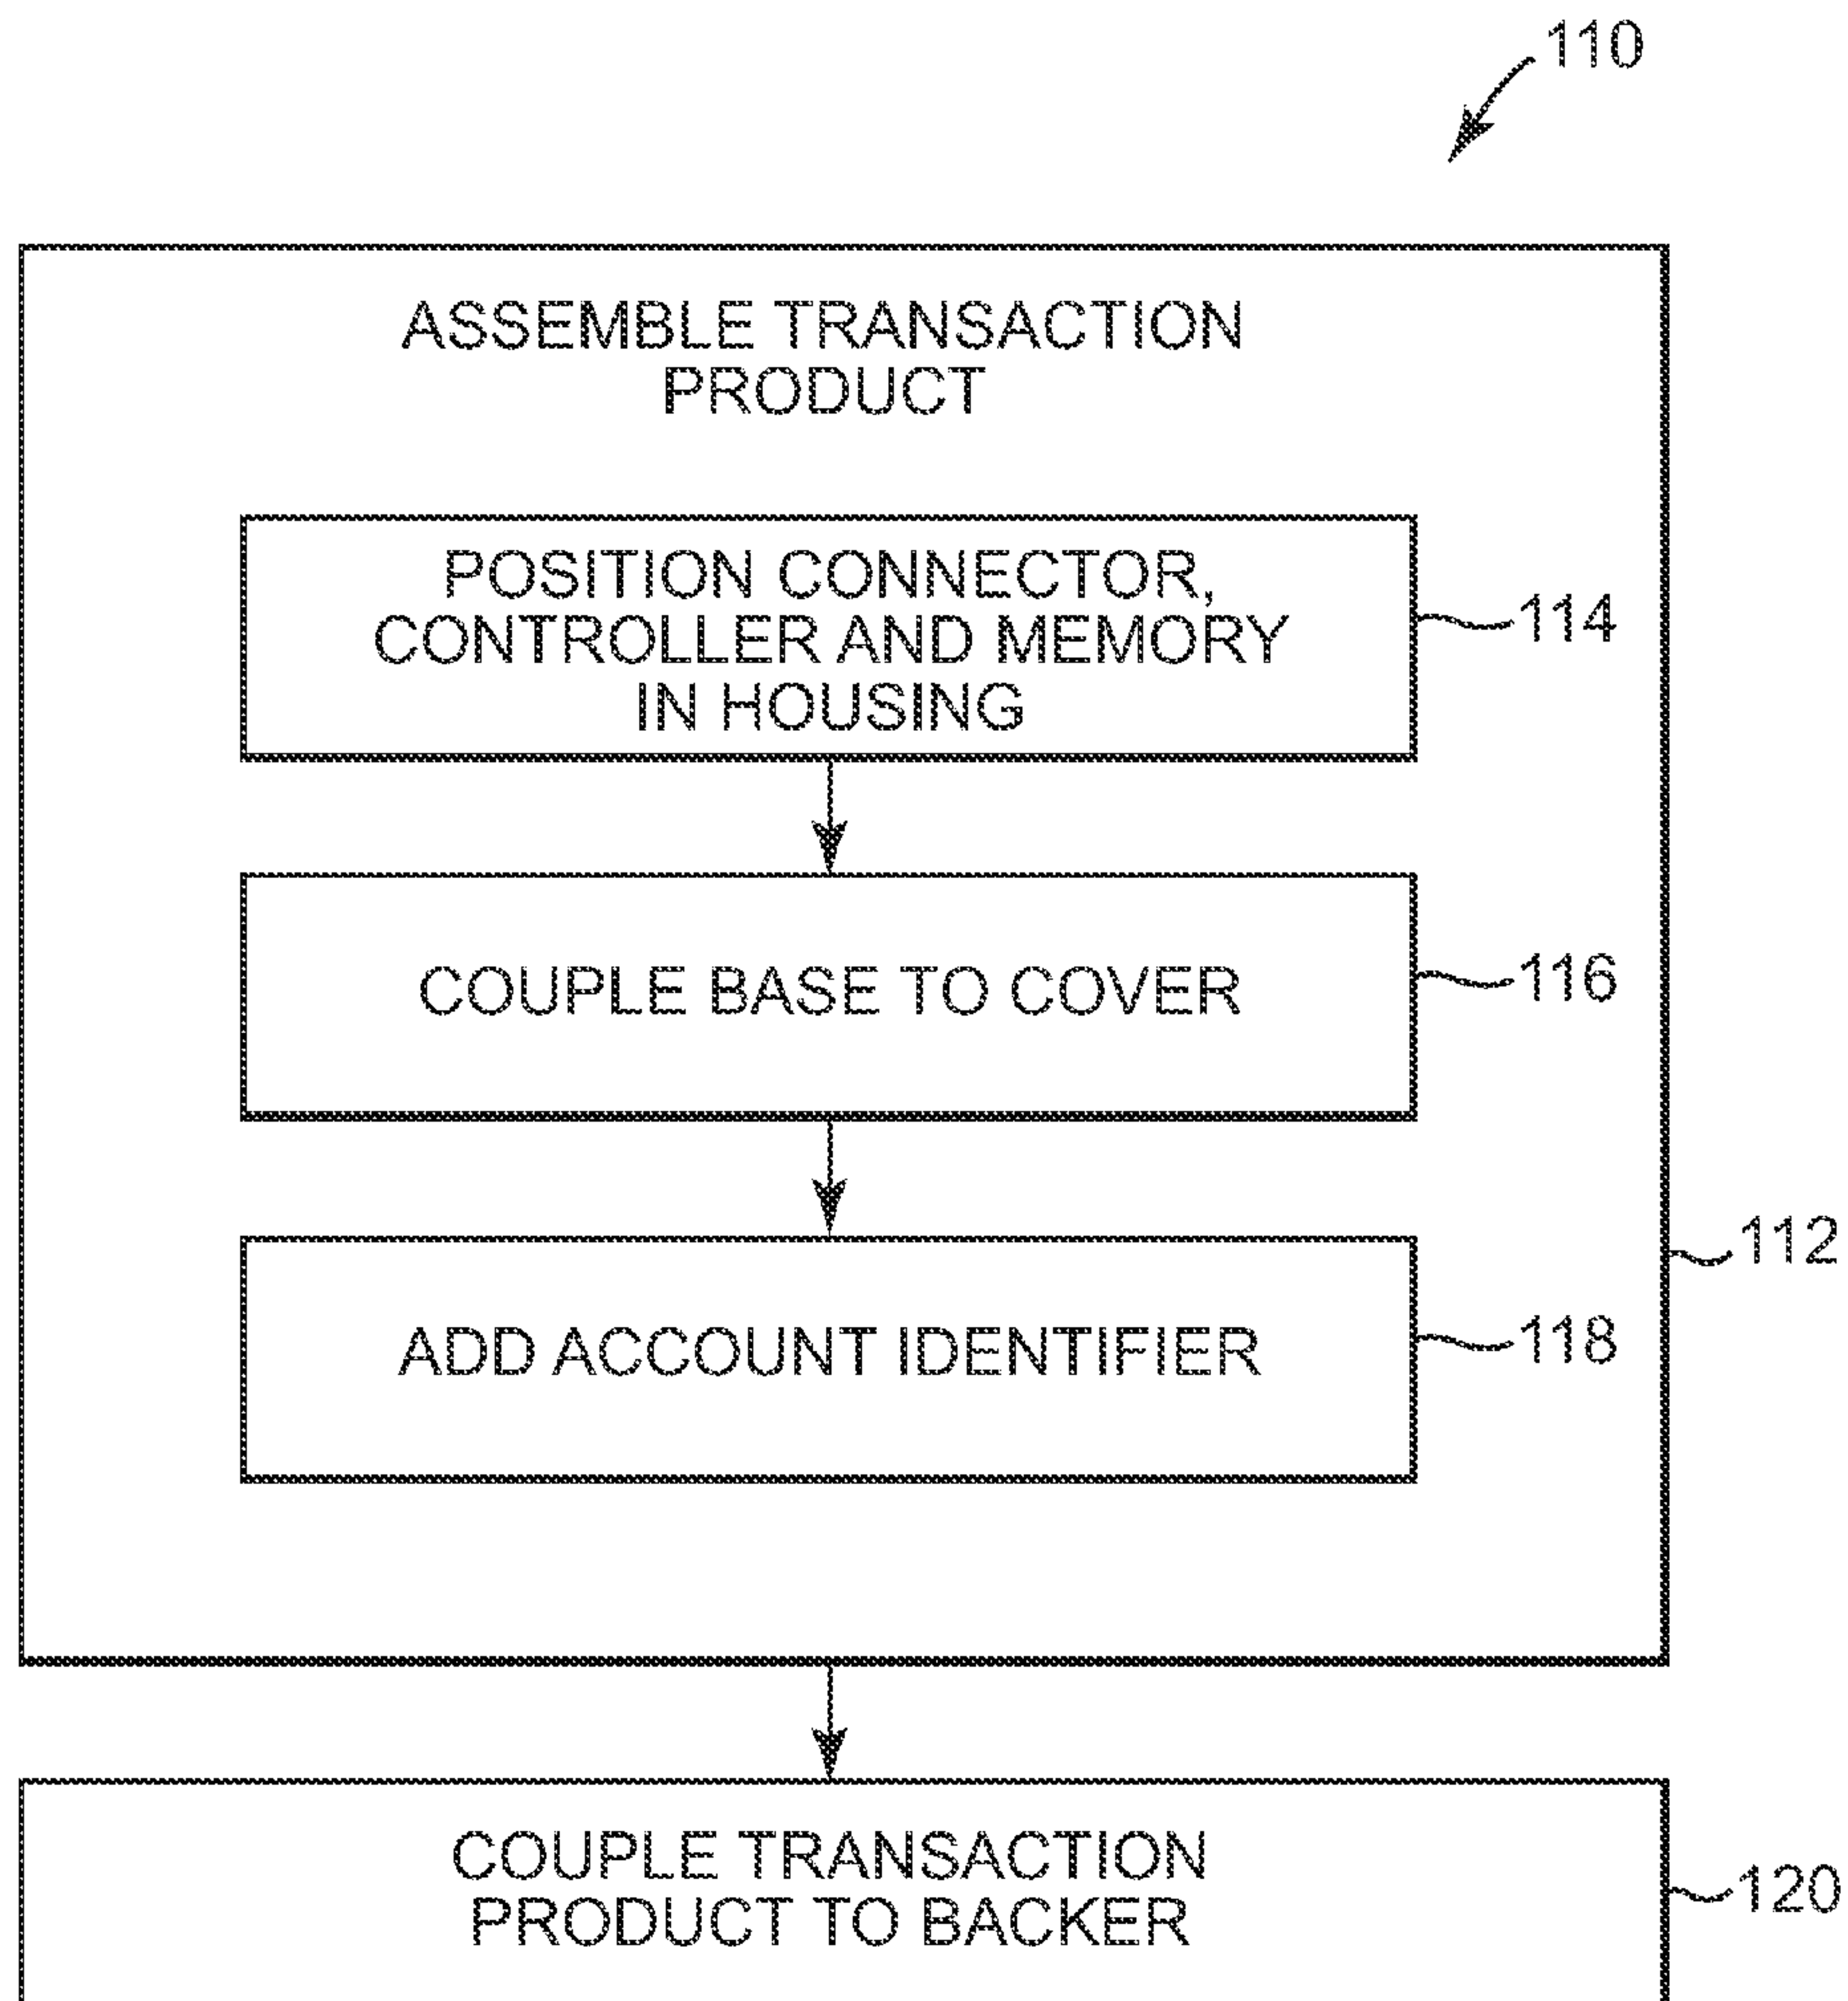 110
ASSEMBLE TRANSACTION
PRODUCT
POSITION CONNECTOR,
CONTROLLER AND MEMORY
IN HOUSING
114
COUPLE BASE TO COVER
116
112
ADD ACCOUNT IDENTIFIER
118
COUPLE TRANSACTION
PRODUCT TO BACKER
120